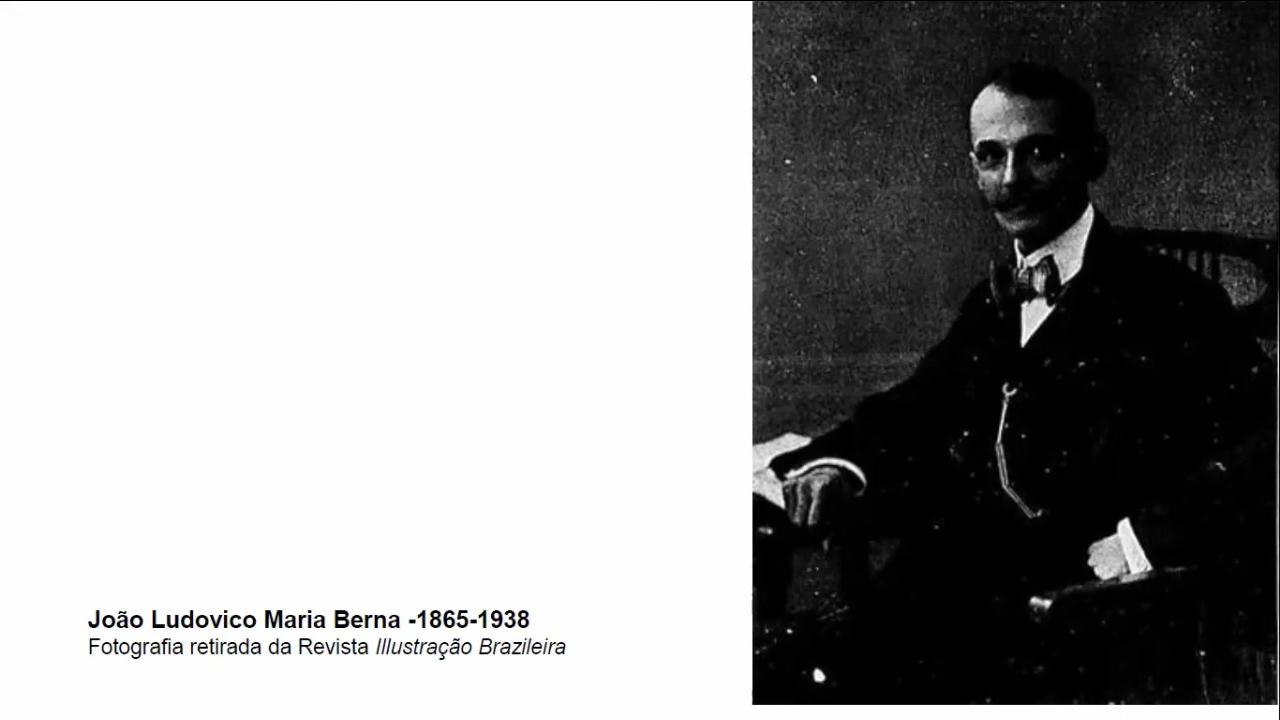 João Ludovico Maria Berna -1865-1938
Fotografia retirada da Revista Illustração Brazileira